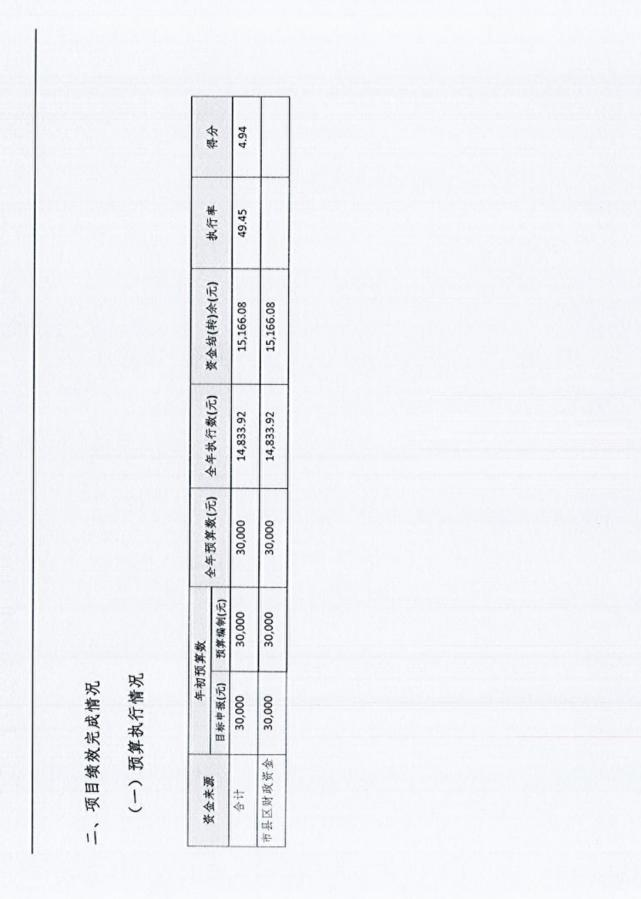 二、项目绩效完成情况
（一）预算执行情况
资金来源 年初预算数 全年预算数(元) 全年执行数(元) 资金结(转)余(元) 执行率 得分
目标申报(元) 预算编制(元)
合计 30,000 30,000 30,000 14,833.92 15,166.08 49.45 4.94
市县区财政资金 30,000 30,000 30,000 14,833.92 15,166.08